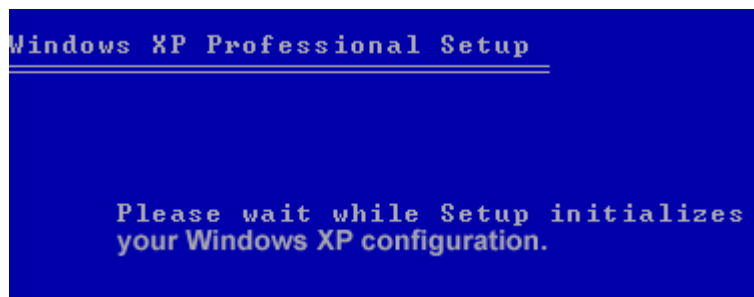 Windows XP Professional Setup
Please wait while Setup initializes
your Windows XP configuration.